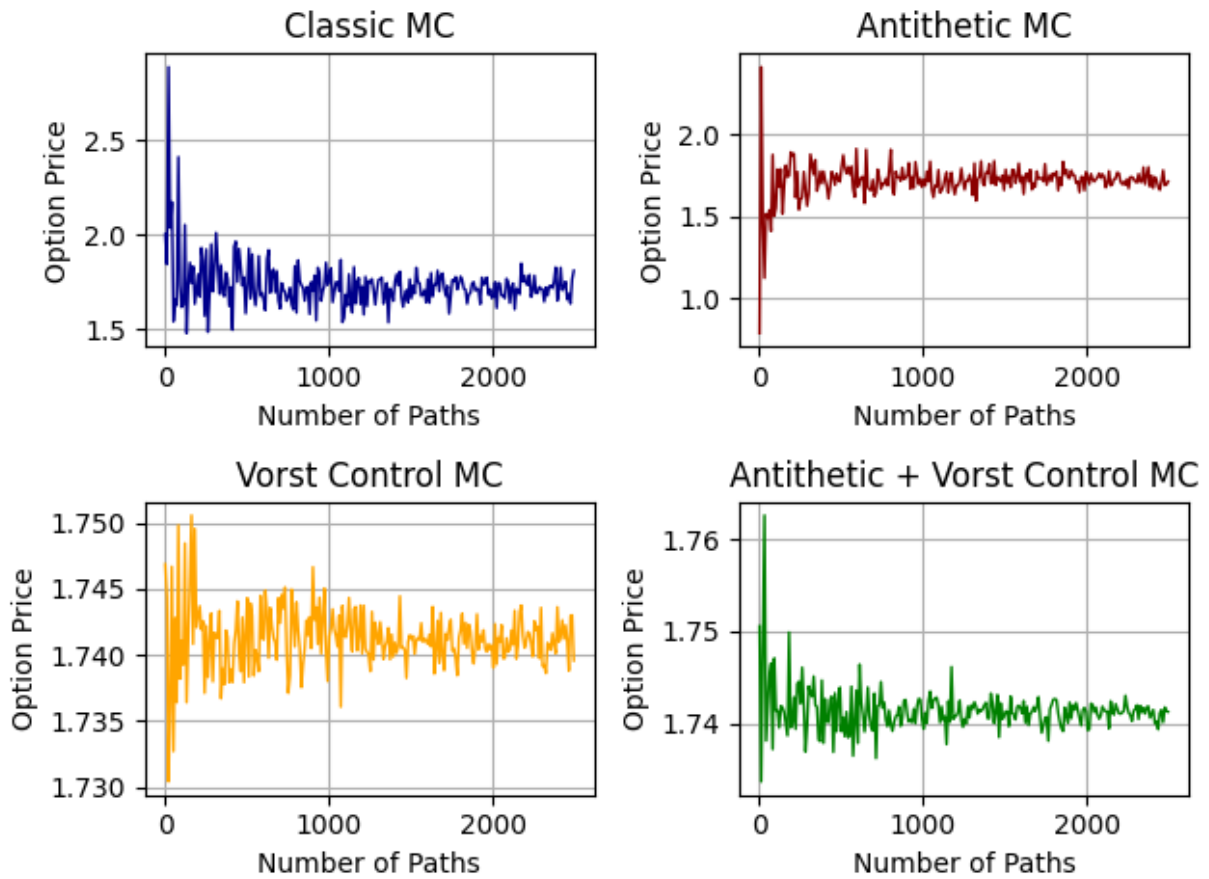 Classic MC
Option Price
2.5
2.0
1.5
0
1000
2000
Number of Paths
Antithetic MC
Option Price
2.0
1.5
1.0
0
1000
2000
Number of Paths
Vorst Control MC
Option Price
1.750
1.745
1.740
1.735
1.730
0
1000
2000
Number of Paths
Antithetic + Vorst Control MC
Option Price
1.76
1.75
1.74
0
1000
2000
Number of Paths